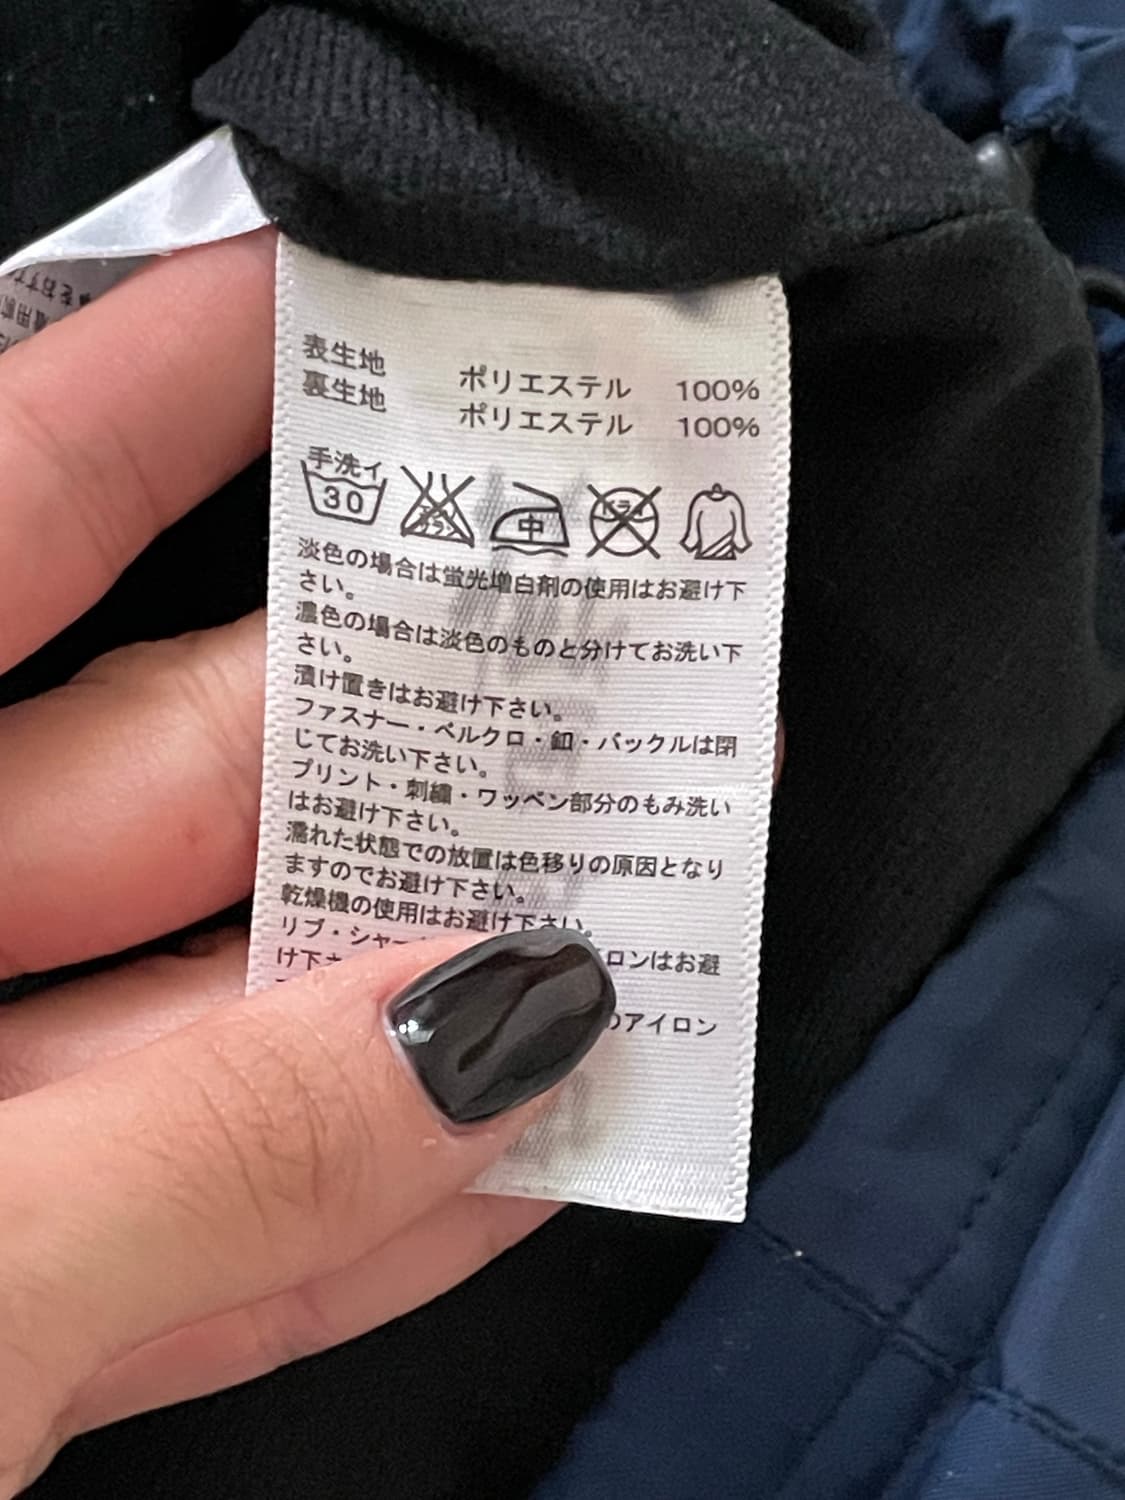 表生地 ポリエステル 100%
裏生地 ポリエステル 100%
手洗イ
30
中
ドライ
淡色の場合は蛍光増白剤の使用はお避け下
さい。
濃色の場合は淡色のものと分けてお洗い下
さい。
漬け置きはお避け下さい。
ファスナー・ベルクロ・釦・バックルは閉
じてお洗い下さい。
プリント・刺繍・ワッペン部分のもみ洗い
はお避け下さい。
濡れた状態での放置は色移りの原因となり
ますのでお避け下さい。
乾燥機の使用はお避け下さい。
リブ・シャー ロンはお避
け下
のアイロン